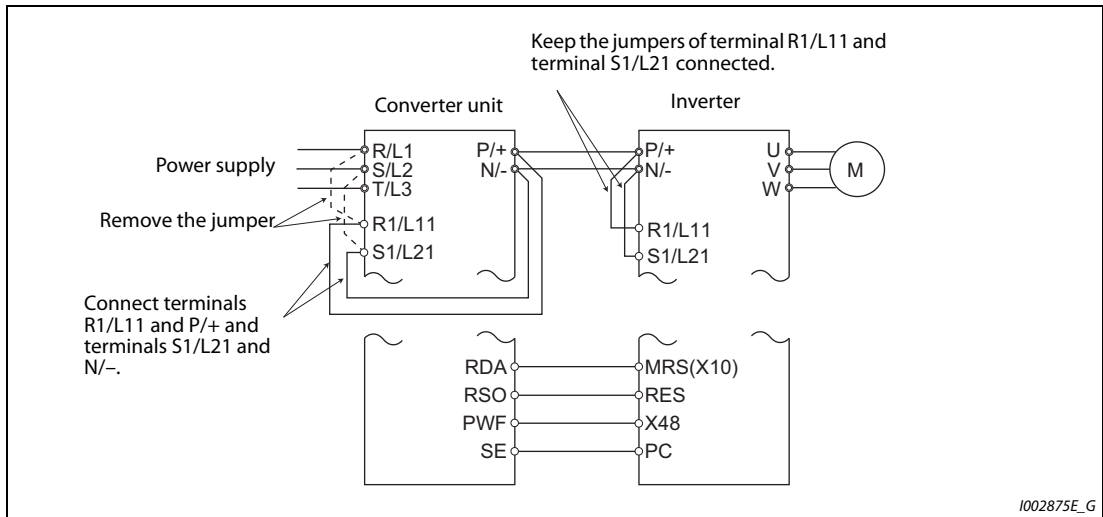 Keep the jumpers of terminal R1/L11 and
terminal S1/L21 connected.
Converter unit
Inverter
Power supply
R/L1
S/L2
T/L3
P/+
N/-
P/+
N/-
U
V
W
M
Remove the jumper
R1/L11
S1/L21
R1/L11
S1/L21
Connect terminals
R1/L11 and P/+ and
terminals S1/L21 and
N/–.
RDA
MRS(X10)
RSO
RES
PWF
X48
SE
PC
I002875E_G